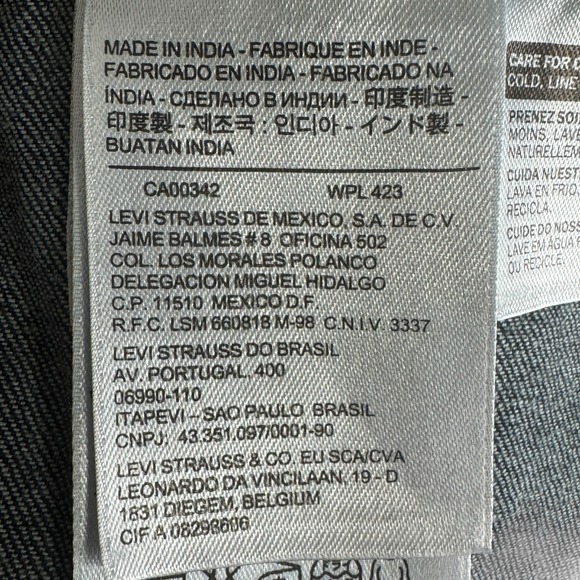 MADE IN INDIA - FABRIQUE EN INDE -
FABRICADO EN INDIA - FABRICADO NA
ÍNDIA - СДЕЛАНО В ИНДИИ - 印度制造 -
印度製 - 제조국 : 인디아 - インド製 -
BUATAN INDIA
CA00342 WPL 423
LEVI STRAUSS DE MEXICO, S.A. DE C.V.
JAIME BALMES # 8 OFICINA 502
COL. LOS MORALES POLANCO
DELEGACION MIGUEL HIDALGO
C.P. 11510 MEXICO D.F.
R.F.C. LSM 660818 M-98 C.N.I.V. 3337
LEVI STRAUSS DO BRASIL
AV. PORTUGAL, 400
06990-110
ITAPEVI – SAO PAULO BRASIL
CNPJ: 43.351.097/0001-90
LEVI STRAUSS & CO. EU SCA/CVA
LEONARDO DA VINCILAAN, 19 - D
1831 DIEGEM, BELGIUM
CIF A 08298606
CARE FOR
COLD, LINE
PRENEZ SOI
MOINS, LAV
NATURELLEM
CUIDA NUEST
LAVA EN FRIO
RECICLA.
CUIDE DO NOSS
LAVE EM ÁGUA
OU RECICLE.